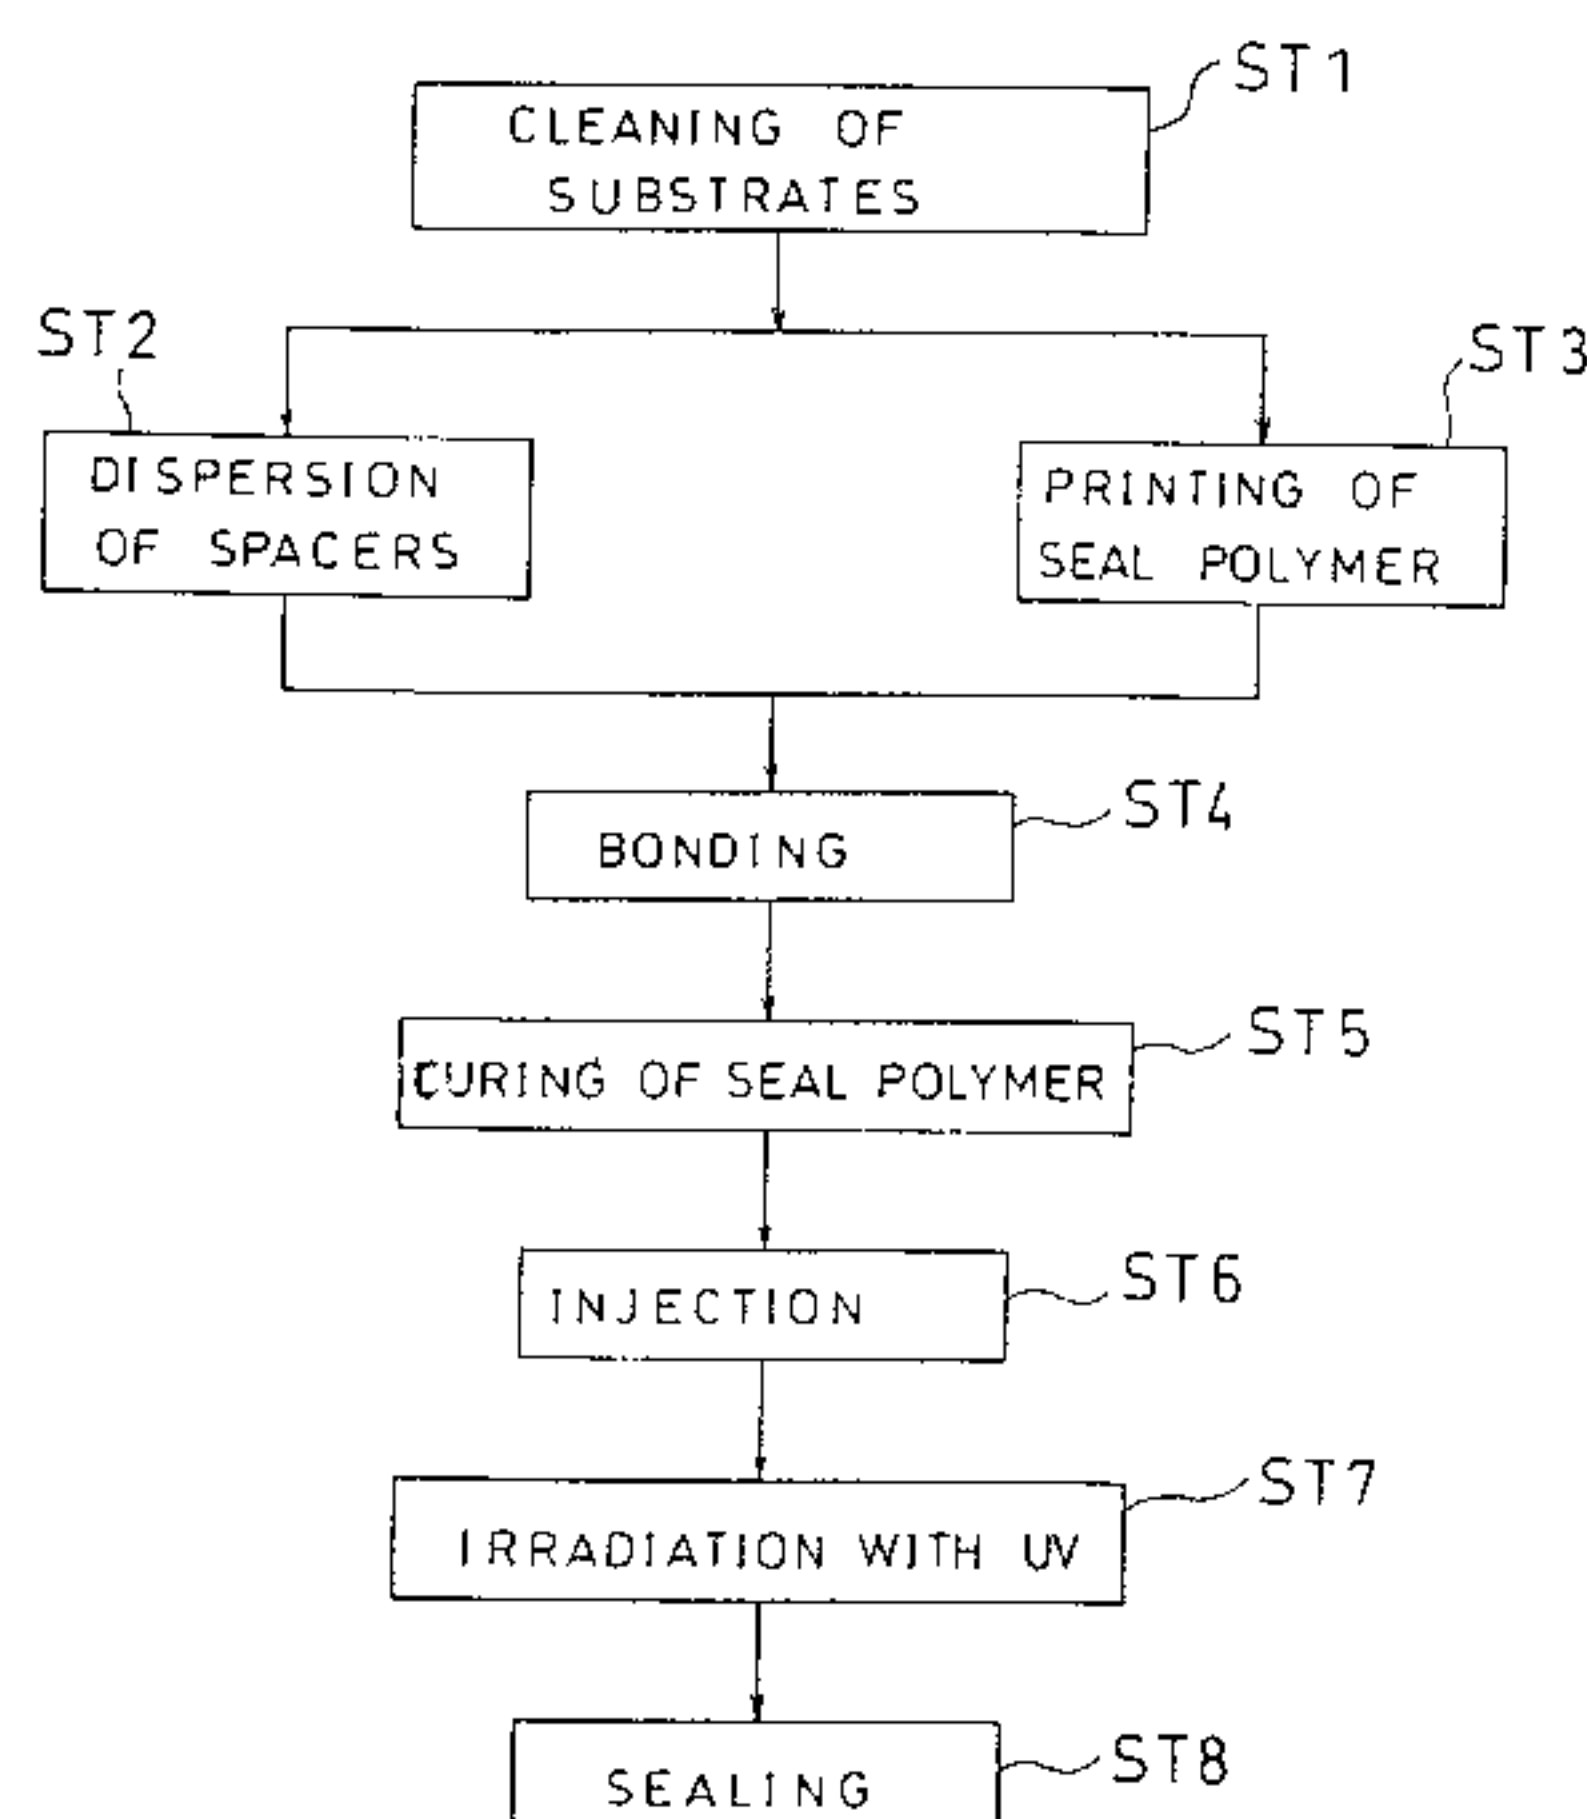 ST1
CLEANING OF
SUBSTRATES
ST2
ST3
DISPERSION
OF SPACERS
PRINTING OF
SEAL POLYMER
ST4
BONDING
ST5
CURING OF SEAL POLYMER
ST6
INJECTION
ST7
IRRADIATION WITH UV
ST8
SEALING